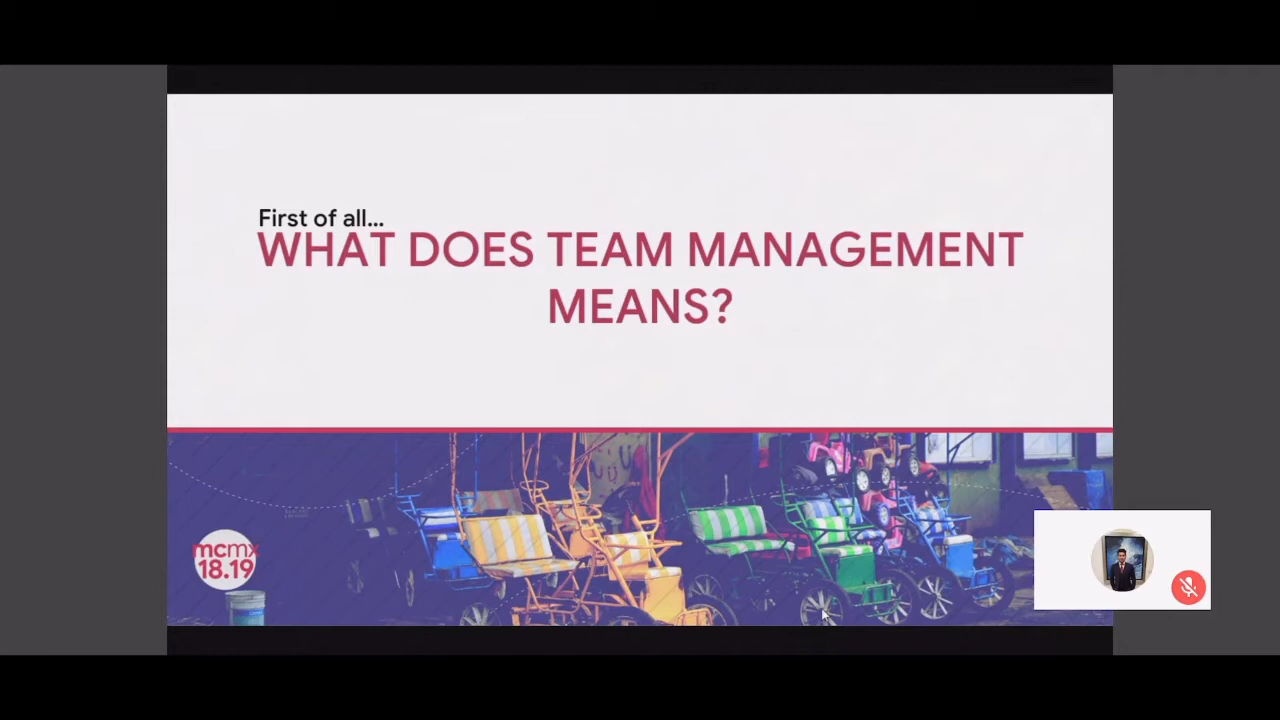 First of all...
WHAT DOES TEAM MANAGEMENT
MEANS?
mcmx
18.19